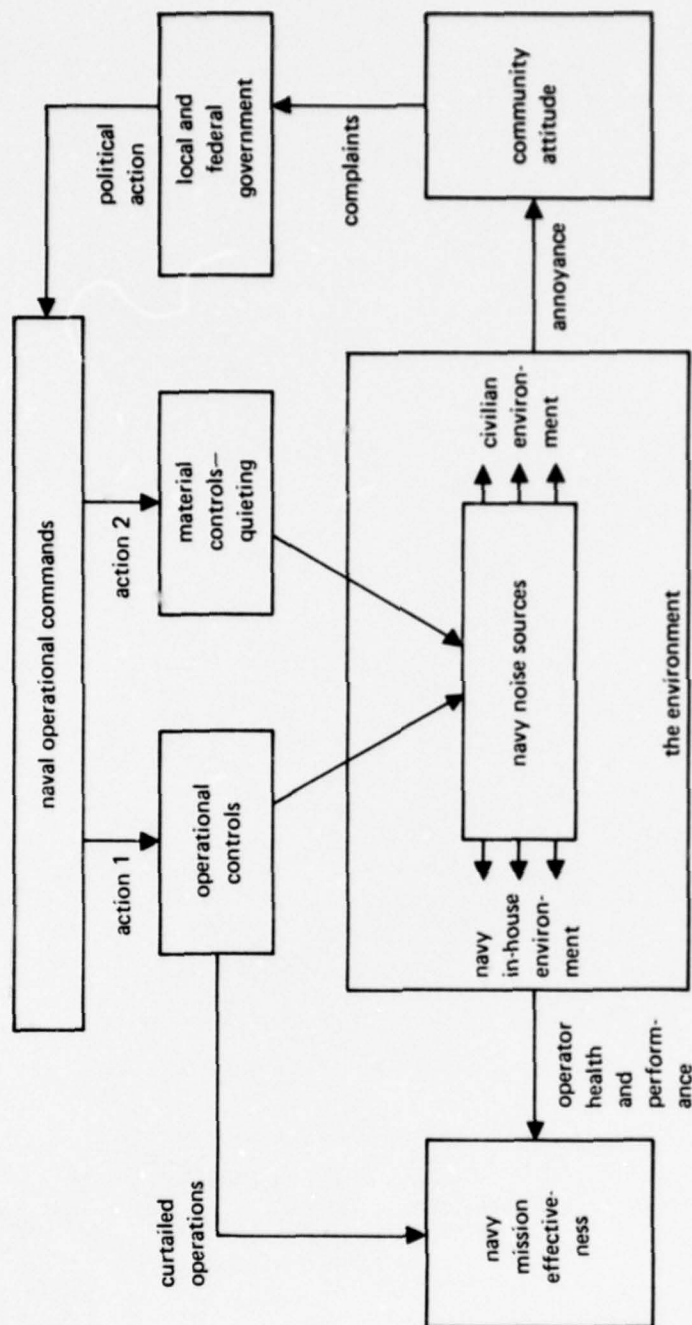 naval operational commands
action 1
action 2
political
action
curtailed
operations
operational
controls
material
controls—
quieting
local and
federal
government
complaints
navy
in-house
environ-
ment
navy noise sources
civilian
environ-
ment
the environment
navy
mission
effective-
ness
operator
health
and
perform-
ance
annoyance
community
attitude